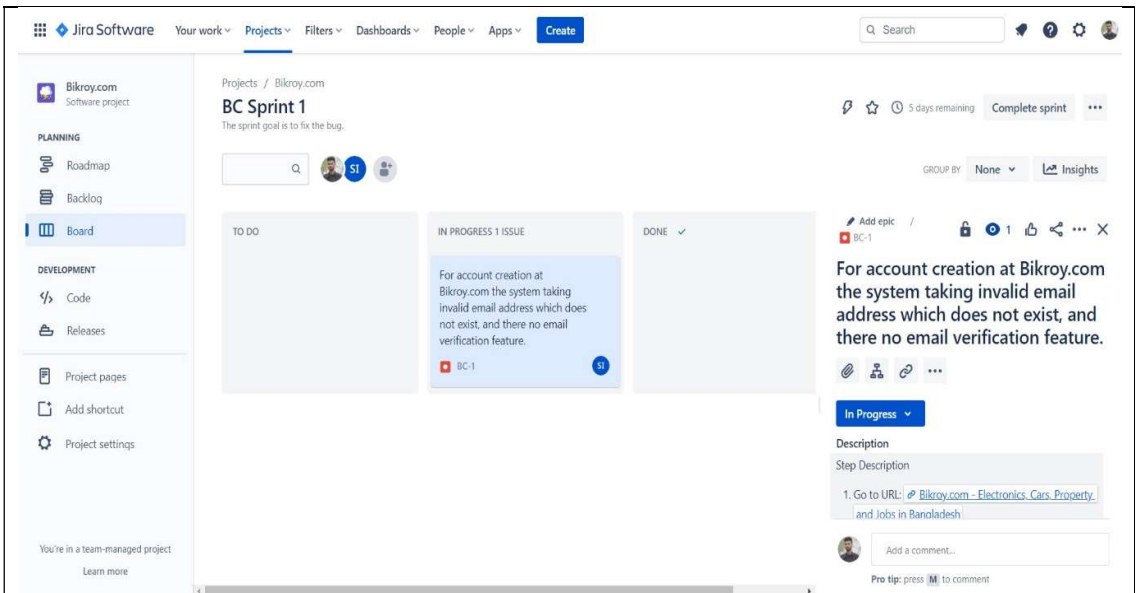 Jira Software Your work Projects Filters Dashboards People Apps Create Search
Bikroy.com
Software project
PLANNING
Roadmap
Backlog
Board
DEVELOPMENT
Code
Releases
Project pages
Add shortcut
Project settings
You're in a team-managed project
Learn more
Projects / Bikroy.com
BC Sprint 1
The sprint goal is to fix the bug.
5 days remaining Complete sprint
SI
GROUP BY None Insights
TO DO
IN PROGRESS 1 ISSUE
For account creation at
Bikroy.com the system taking
invalid email address which does
not exist, and there no email
verification feature.
BC-1 SI
DONE
Add epic /
BC-1
1
For account creation at Bikroy.com
the system taking invalid email
address which does not exist, and
there no email verification feature.
In Progress
Description
Step Description
1. Go to URL: Bikroy.com - Electronics, Cars, Property
and Jobs in Bangladesh
Add a comment...
Pro tip: press M to comment